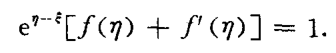 e^{η-ξ}[f(η) + f′(η)] = 1.